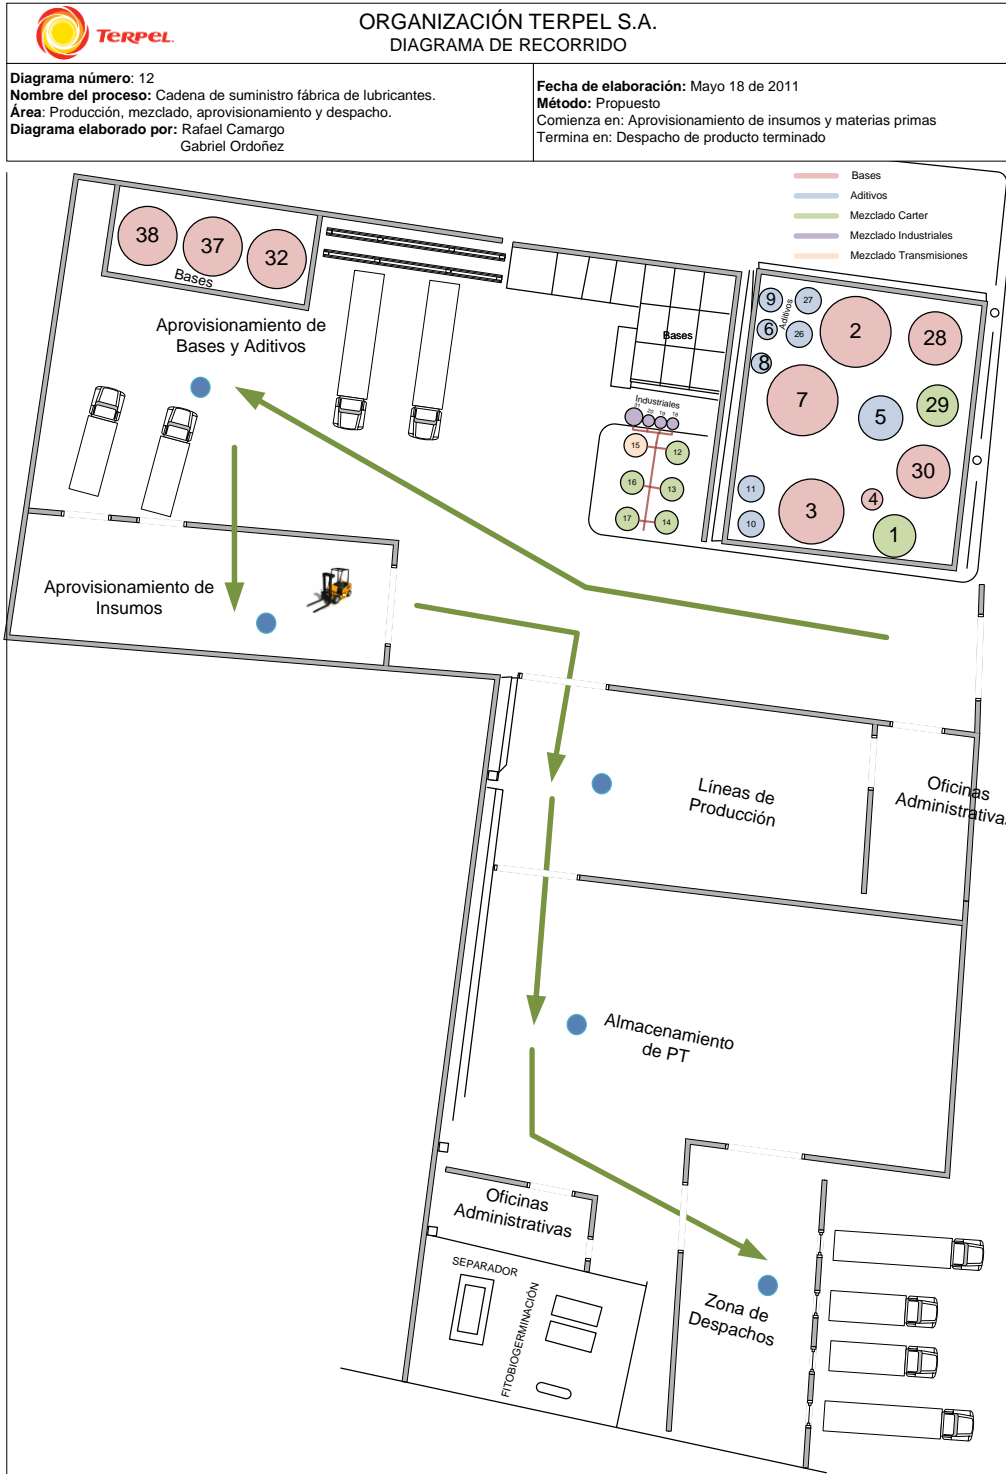 TERPEL
ORGANIZACIÓN TERPEL S.A.
DIAGRAMA DE RECORRIDO
Diagrama número: 12
Nombre del proceso: Cadena de suministro fábrica de lubricantes.
Área: Producción, mezclado, aprovisionamiento y despacho.
Diagrama elaborado por: Rafael Camargo
Gabriel Ordoñez
Fecha de elaboración: Mayo 18 de 2011
Método: Propuesto
Comienza en: Aprovisionamiento de insumos y materias primas
Termina en: Despacho de producto terminado
Bases
Aditivos
Mezclado Carter
Mezclado Industriales
Mezclado Transmisiones
38
37
32
Bases
Aprovisionamiento de
Bases y Aditivos
Bases
Industriales
31
20
19
18
15
12
16
13
17
14
9
27
Aditivos
6
26
8
2
28
7
5
29
30
11
10
3
4
1
Aprovisionamiento de
Insumos
Líneas de
Producción
Oficinas
Administrativa
Almacenamiento
de PT
Oficinas
Administrativas
SEPARADOR
FITOBIOGERMINACIÓN
Zona de
Despachos